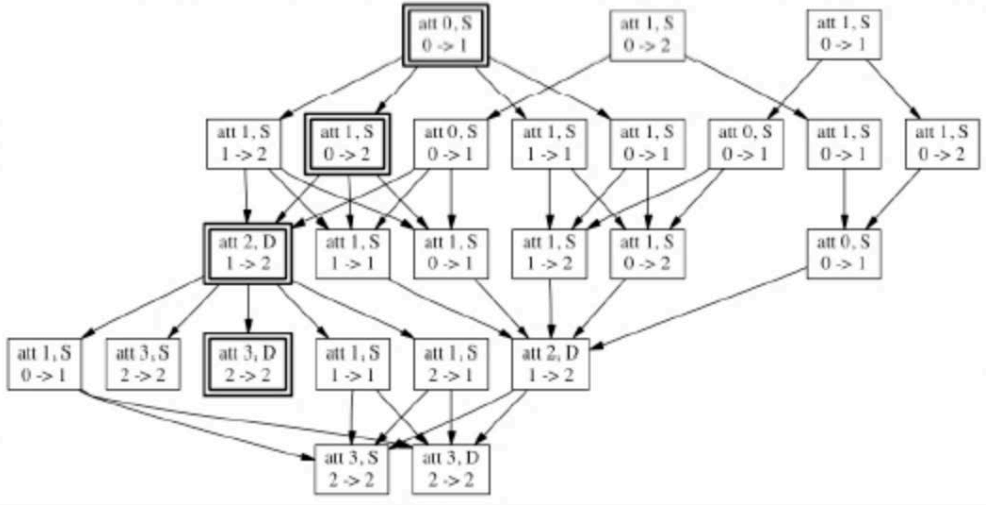 att 0, S
0 -> 1
att 1, S
0 -> 2
att 1, S
0 -> 1
att 1, S
1 -> 2
att 1, S
0 -> 2
att 0, S
0 -> 1
att 1, S
1 -> 1
att 1, S
0 -> 1
att 0, S
0 -> 1
att 1, S
0 -> 1
att 1, S
0 -> 2
att 2, D
1 -> 2
att 1, S
1 -> 1
att 1, S
0 -> 1
att 1, S
1 -> 2
att 1, S
0 -> 2
att 0, S
0 -> 1
att 1, S
0 -> 1
att 3, S
2 -> 2
att 3, D
2 -> 2
att 1, S
1 -> 1
att 1, S
2 -> 1
att 2, D
1 -> 2
att 3, S
2 -> 2
att 3, D
2 -> 2